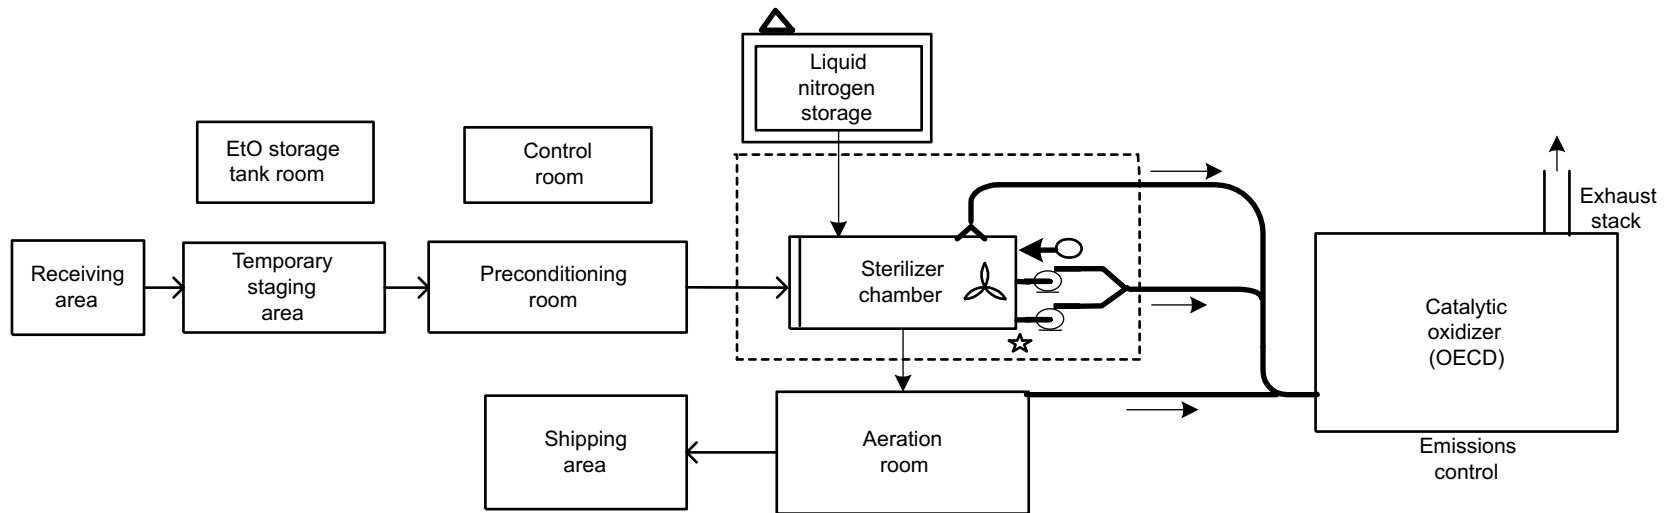 Liquid
nitrogen
storage
EtO storage
tank room
Control
room
Exhaust
stack
Receiving
area
Temporary
staging
area
Preconditioning
room
Sterilizer
chamber
Catalytic
oxidizer
(OECD)
Shipping
area
Aeration
room
Emissions
control